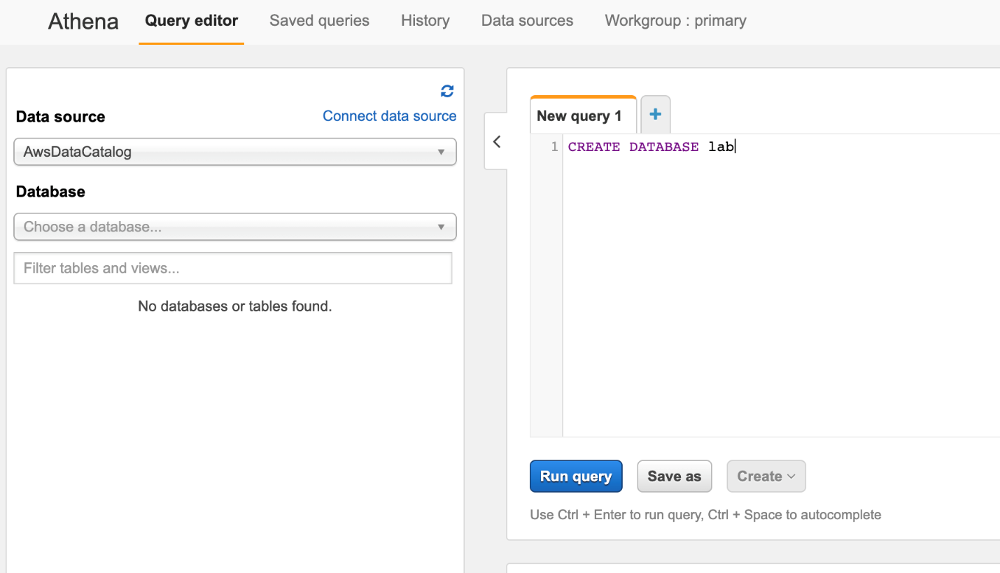 Athena Query editor Saved queries History Data sources Workgroup : primary
Data source Connect data source
AwsDataCatalog
Database
Choose a database...
Filter tables and views...
No databases or tables found.
New query 1 +
1 CREATE DATABASE lab
Run query Save as Create
Use Ctrl + Enter to run query, Ctrl + Space to autocomplete